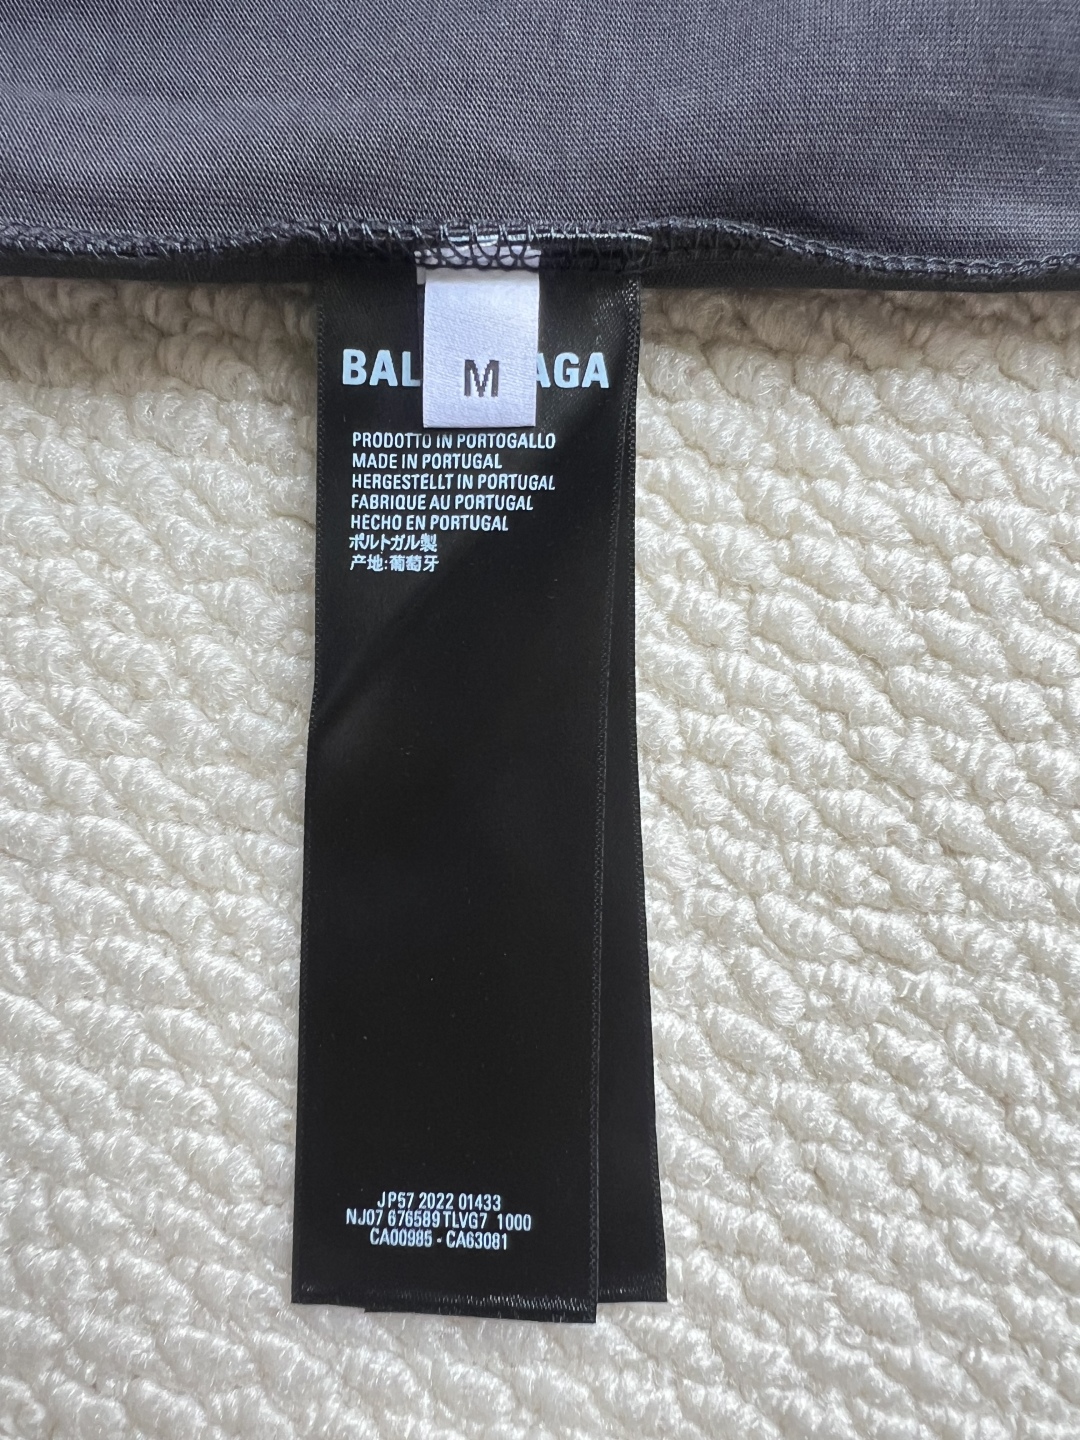 M
BAL AGA
PRODOTTO IN PORTOGALLO
MADE IN PORTUGAL
HERGESTELLT IN PORTUGAL
FABRIQUE AU PORTUGAL
HECHO EN PORTUGAL
ポルトガル製
产地:葡萄牙
JP57 2022 01433
NJ07 676589 TLVG7 1000
CA00985 - CA63081